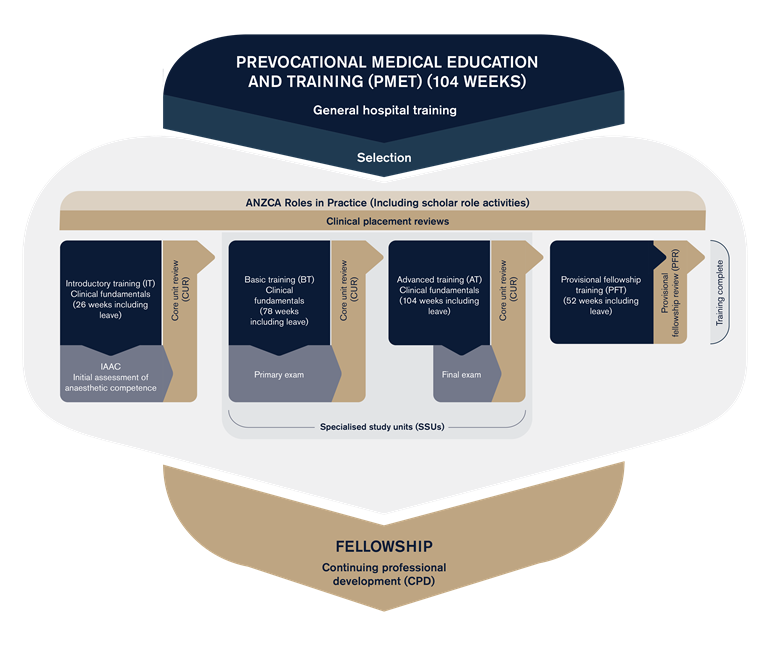 PREVOCATIONAL MEDICAL EDUCATION
AND TRAINING (PMET) (104 WEEKS)
General hospital training
Selection
ANZCA Roles in Practice (Including scholar role activities)
Clinical placement reviews
Introductory training (IT)
Clinical fundamentals
(26 weeks including
leave)
Core unit review
(CUR)
IAAC
Initial assessment of
anaesthetic competence
Basic training (BT)
Clinical
fundamentals
(78 weeks
including leave)
Core unit review
(CUR)
Primary exam
Advanced training (AT)
Clinical fundamentals
(104 weeks including
leave)
Core unit review
(CUR)
Final exam
Provisional fellowship
training (PFT)
(52 weeks including
leave)
Provisional
fellowship review (PFR)
Training complete
Specialised study units (SSUs)
FELLOWSHIP
Continuing professional
development (CPD)